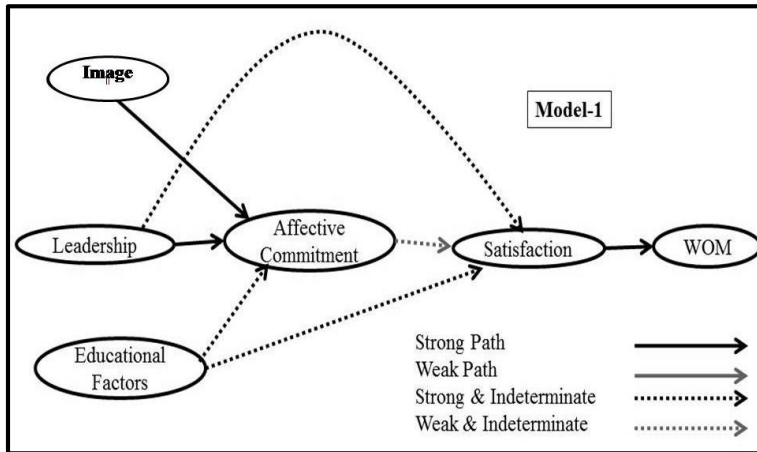 Image
Model-1
Leadership
Affective
Commitment
Satisfaction
WOM
Educational
Factors
Strong Path
Weak Path
Strong & Indeterminate
Weak & Indeterminate